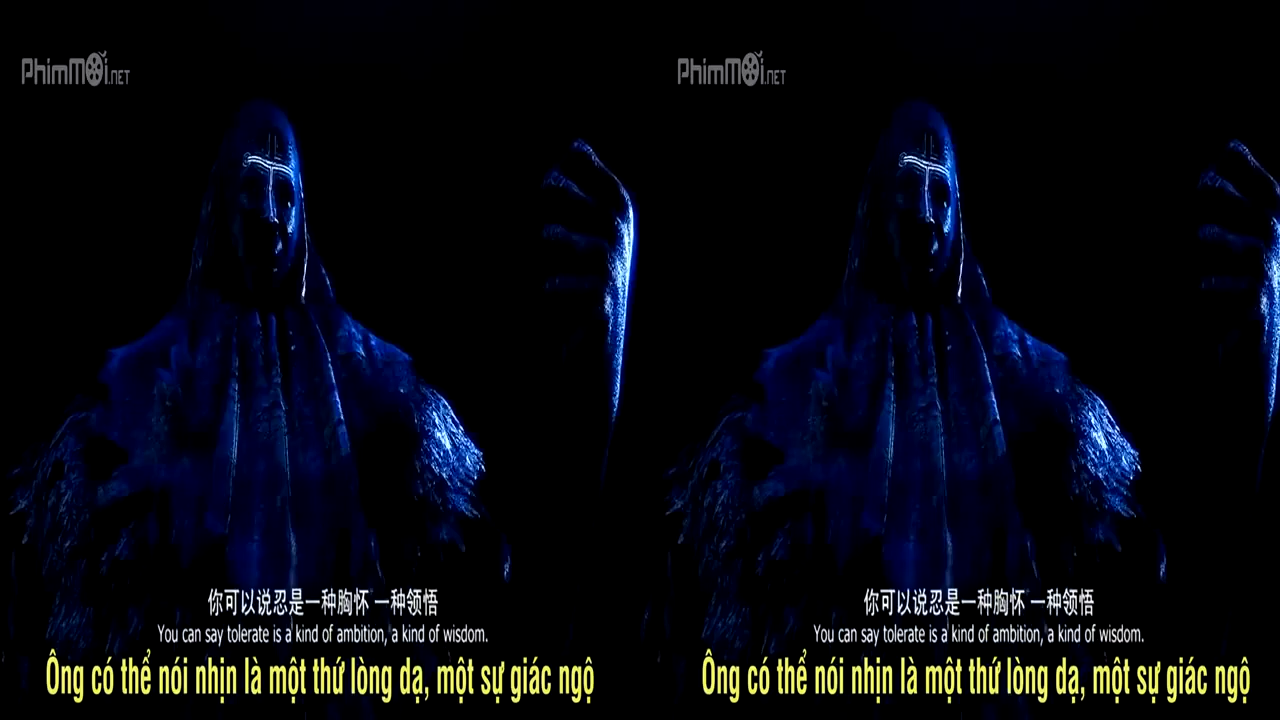 PhimMỡi.NET PhimMỡi.NET
你可以说忍是一种胸怀 一种领悟 你可以说忍是一种胸怀 一种领悟
You can say tolerate is a kind of ambition, a kind of wisdom. You can say tolerate is a kind of ambition, a kind of wisdom.
Ông có thể nói nhịn là một thứ lòng dạ, một sự giác ngộ Ông có thể nói nhịn là một thứ lòng dạ, một sự giác ngộ